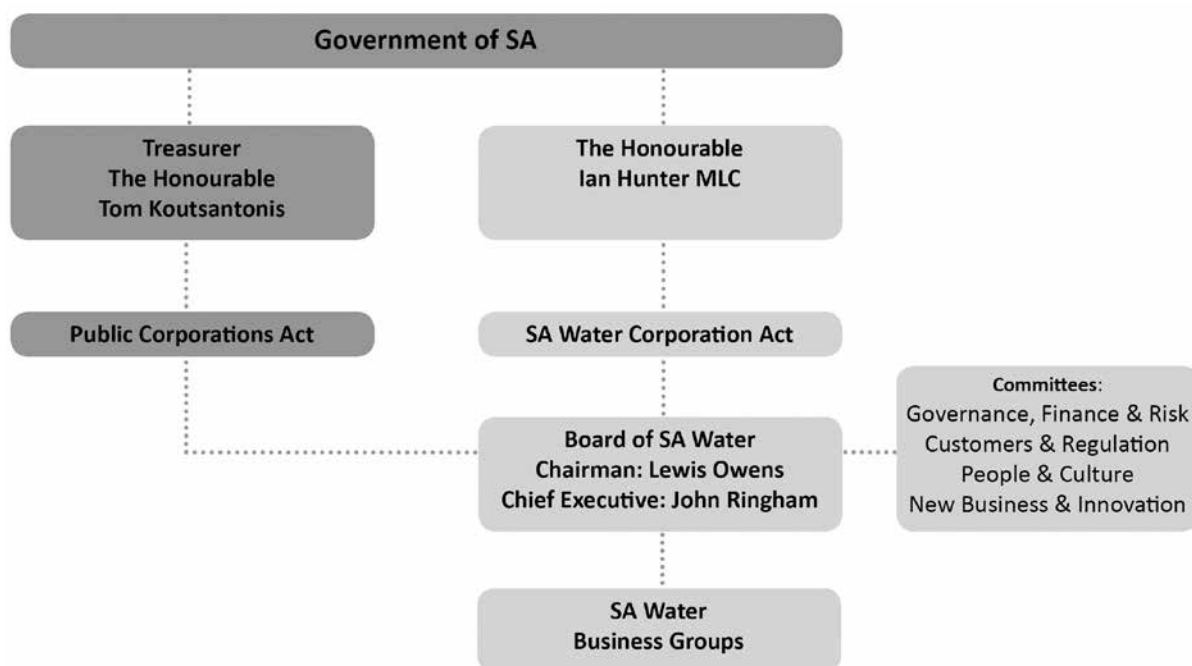 Government of SA
Treasurer
The Honourable
Tom Koutsantonis
The Honourable
Ian Hunter MLC
Public Corporations Act
SA Water Corporation Act
Committees:
Governance, Finance & Risk
Customers & Regulation
People & Culture
New Business & Innovation
Board of SA Water
Chairman: Lewis Owens
Chief Executive: John Ringham
SA Water
Business Groups